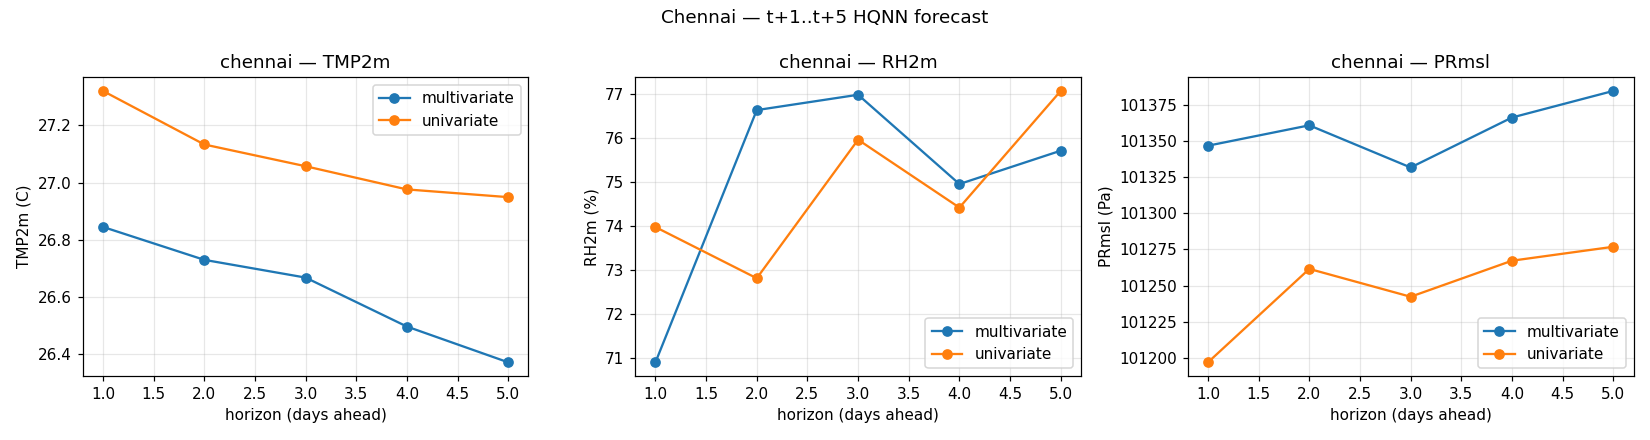 Chennai — t+1..t+5 HQNN forecast
chennai — TMP2m
TMP2m (C)
27.2
27.0
26.8
26.6
26.4
multivariate
univariate
1.0 1.5 2.0 2.5 3.0 3.5 4.0 4.5 5.0
horizon (days ahead)
chennai — RH2m
RH2m (%)
77
76
75
74
73
72
71
multivariate
univariate
1.0 1.5 2.0 2.5 3.0 3.5 4.0 4.5 5.0
horizon (days ahead)
chennai — PRmsl
PRmsl (Pa)
101375
101350
101325
101300
101275
101250
101225
101200
multivariate
univariate
1.0 1.5 2.0 2.5 3.0 3.5 4.0 4.5 5.0
horizon (days ahead)